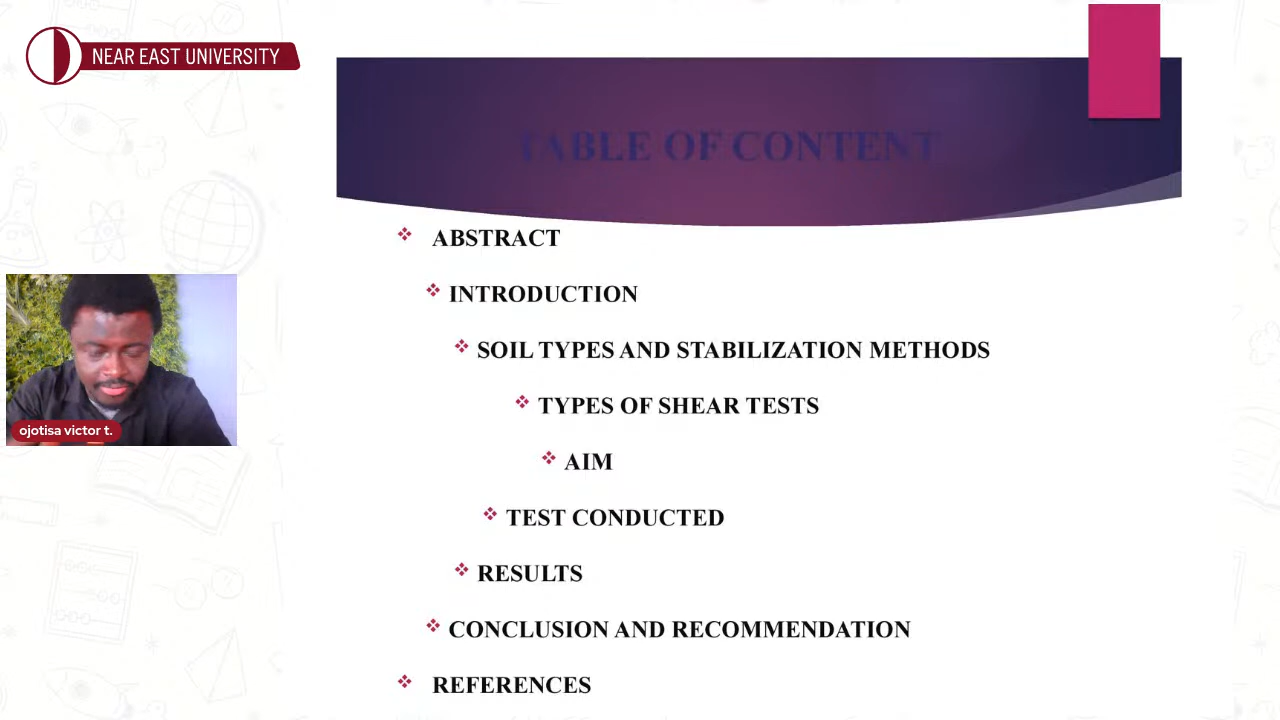 NEAR EAST UNIVERSITY
TABLE OF CONTENT
ABSTRACT
INTRODUCTION
SOIL TYPES AND STABILIZATION METHODS
TYPES OF SHEAR TESTS
AIM
TEST CONDUCTED
RESULTS
CONCLUSION AND RECOMMENDATION
REFERENCES
ojotisa victor t.